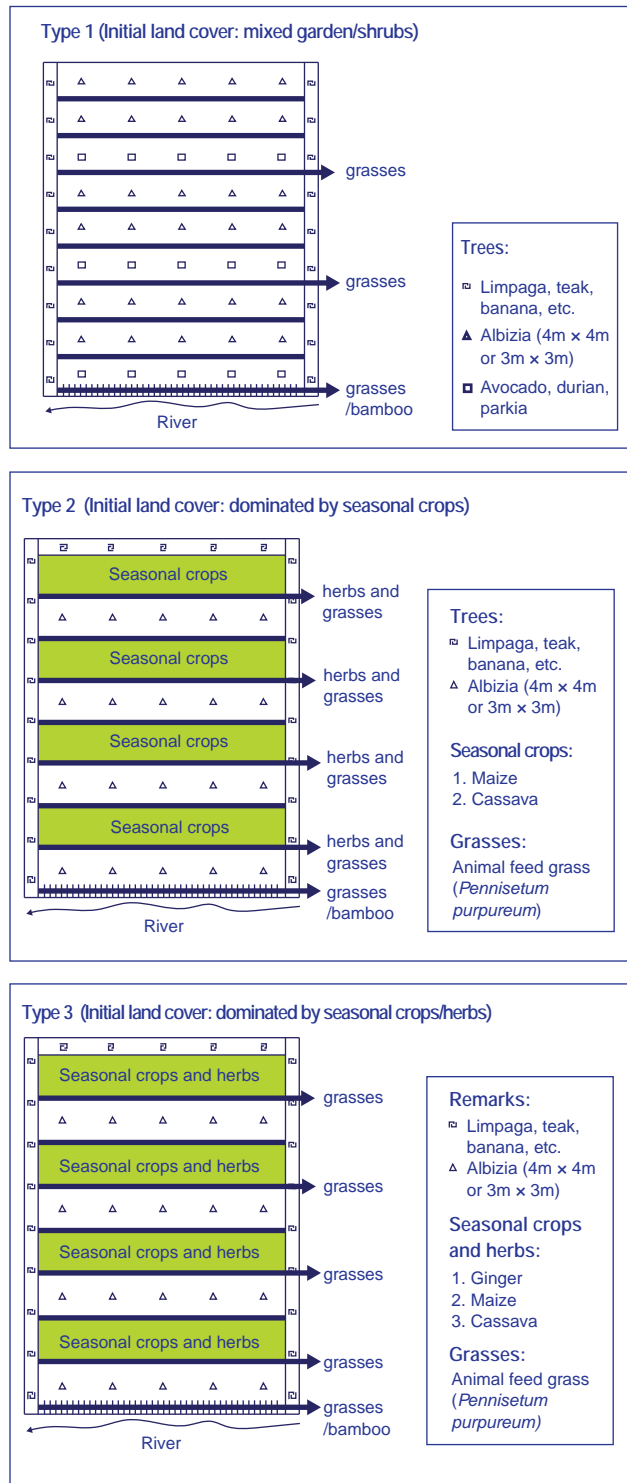 Type 1 (Initial land cover: mixed garden/shrubs)
grasses
grasses
grasses
/bamboo
River
Trees:
Limpaga, teak,
banana, etc.
Albizia (4m × 4m
or 3m × 3m)
Avocado, durian,
parkia
Type 2 (Initial land cover: dominated by seasonal crops)
Seasonal crops
herbs and
grasses
Seasonal crops
herbs and
grasses
Seasonal crops
herbs and
grasses
Seasonal crops
herbs and
grasses
grasses
/bamboo
River
Trees:
Limpaga, teak,
banana, etc.
Albizia (4m × 4m
or 3m × 3m)
Seasonal crops:
1. Maize
2. Cassava
Grasses:
Animal feed grass
(Pennisetum
purpureum)
Type 3 (Initial land cover: dominated by seasonal crops/herbs)
Seasonal crops and herbs
grasses
Seasonal crops and herbs
grasses
Seasonal crops and herbs
grasses
Seasonal crops and herbs
grasses
grasses
/bamboo
River
Remarks:
Limpaga, teak,
banana, etc.
Albizia (4m × 4m
or 3m × 3m)
Seasonal crops
and herbs:
1. Ginger
2. Maize
3. Cassava
Grasses:
Animal feed grass
(Pennisetum
purpureum)